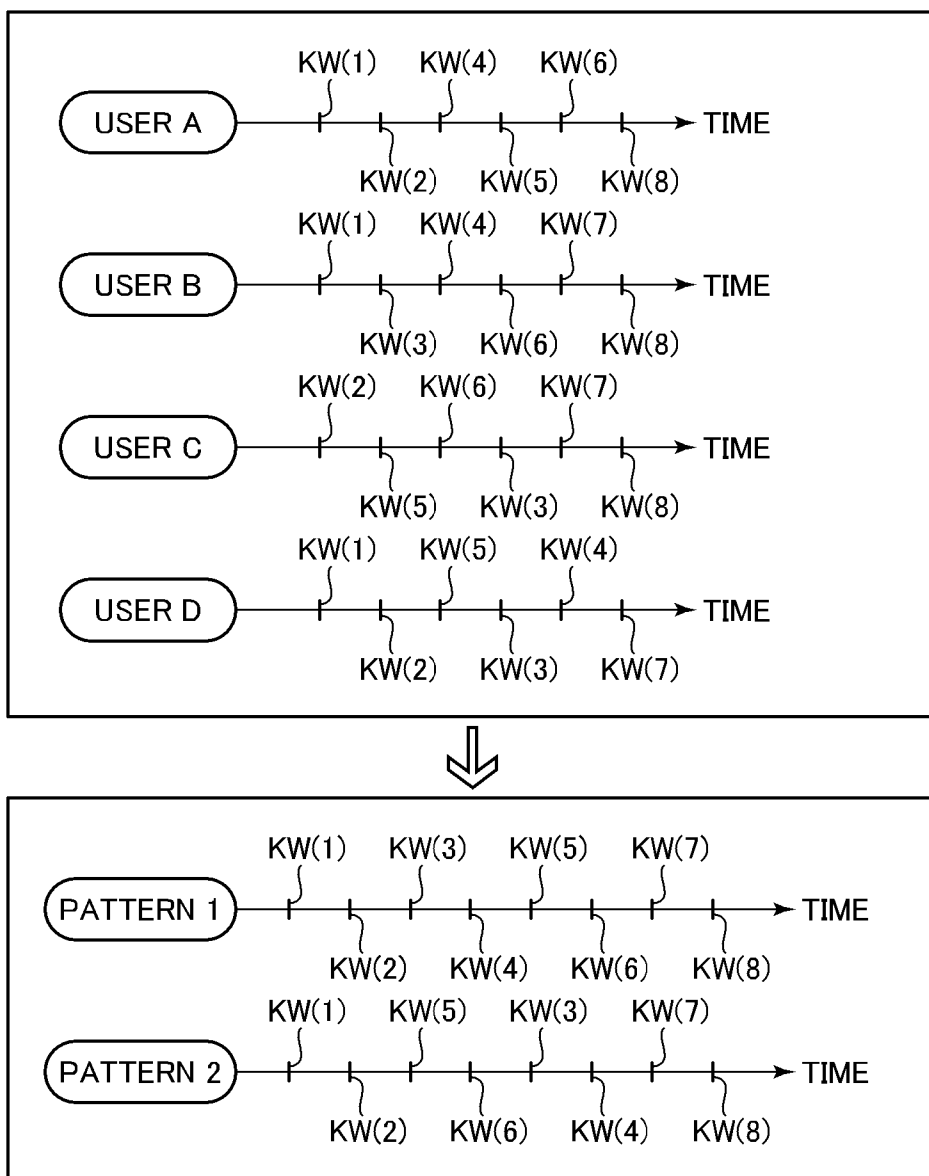 KW(1) KW(4) KW(6)
USER A TIME
KW(2) KW(5) KW(8)
KW(1) KW(4) KW(7)
USER B TIME
KW(3) KW(6) KW(8)
KW(2) KW(6) KW(7)
USER C TIME
KW(5) KW(3) KW(8)
KW(1) KW(5) KW(4)
USER D TIME
KW(2) KW(3) KW(7)
KW(1) KW(3) KW(5) KW(7)
PATTERN 1 TIME
KW(2) KW(4) KW(6) KW(8)
KW(1) KW(5) KW(3) KW(7)
PATTERN 2 TIME
KW(2) KW(6) KW(4) KW(8)